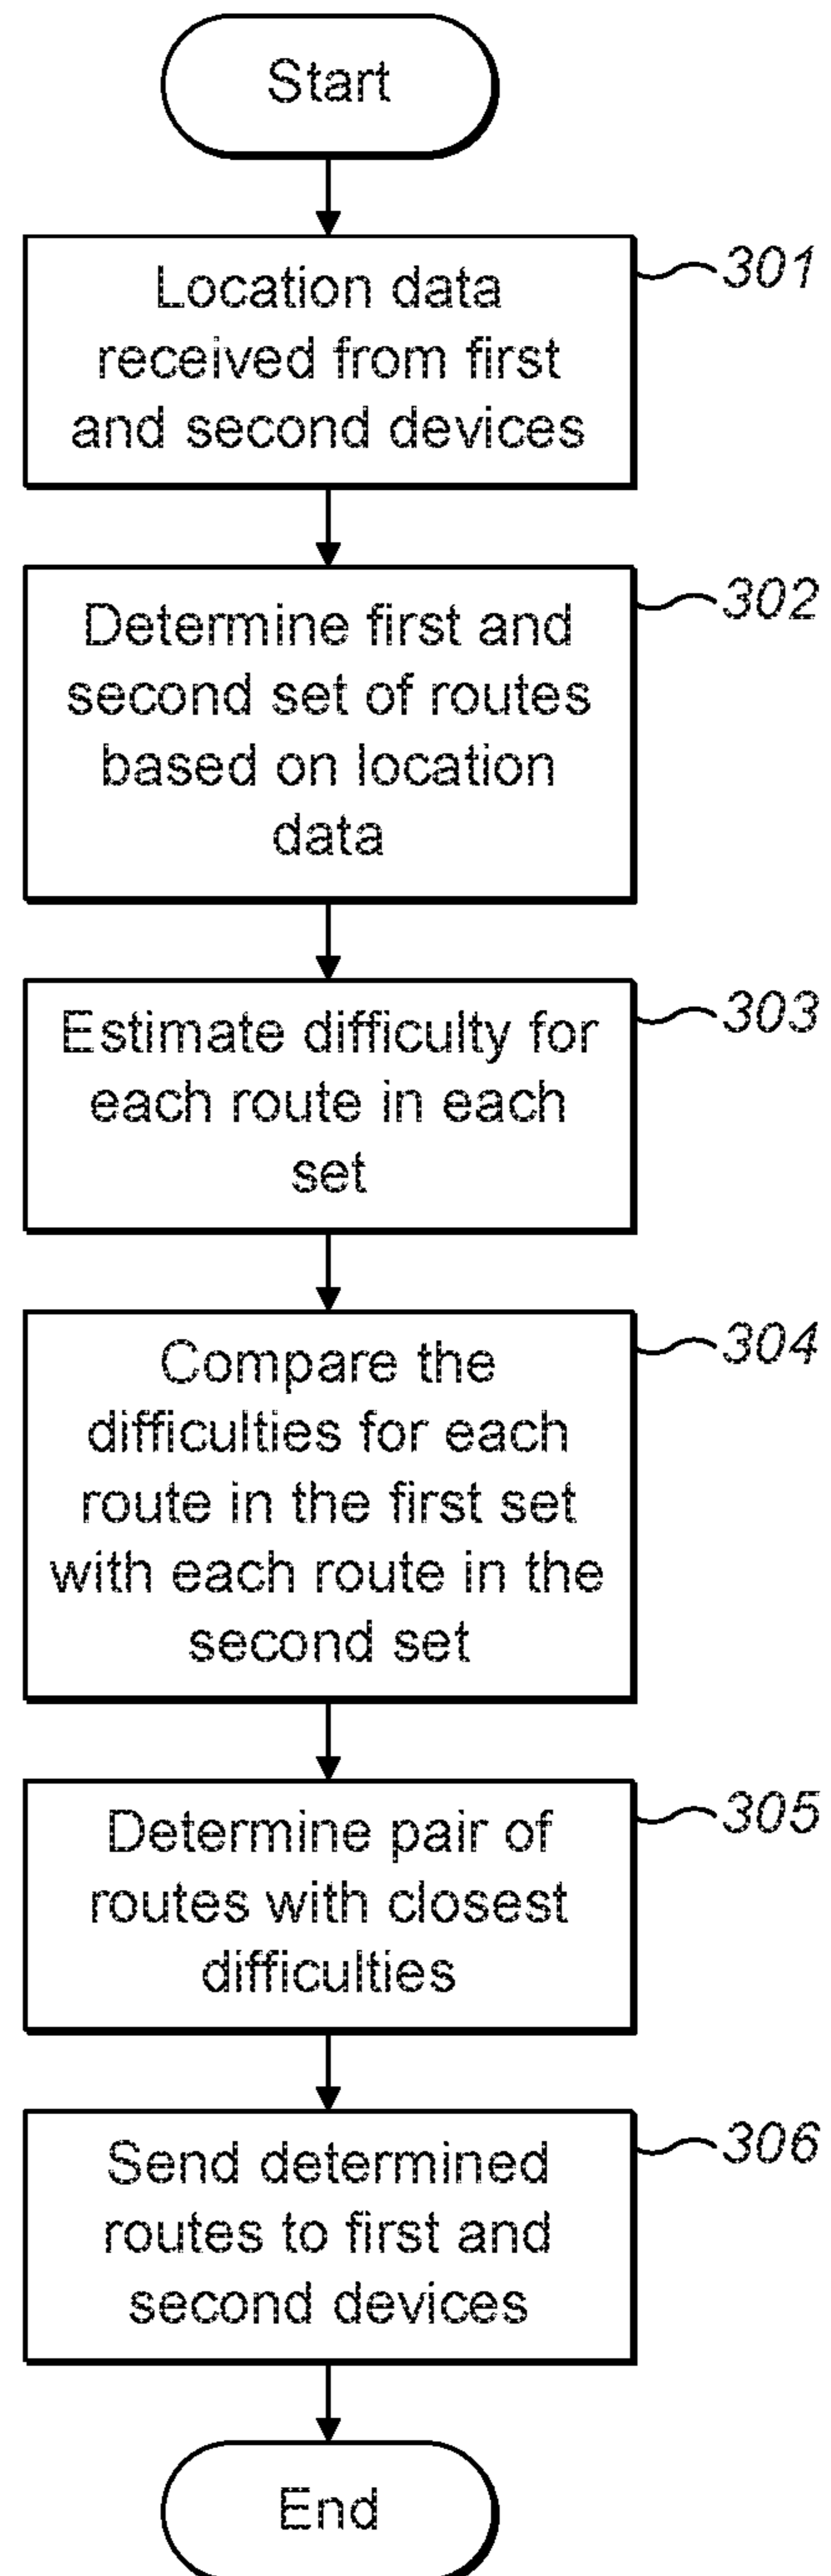 Start
301
Location data
received from first
and second devices
302
Determine first and
second set of routes
based on location
data
303
Estimate difficulty for
each route in each
set
304
Compare the
difficulties for each
route in the first set
with each route in the
second set
305
Determine pair of
routes with closest
difficulties
306
Send determined
routes to first and
second devices
End